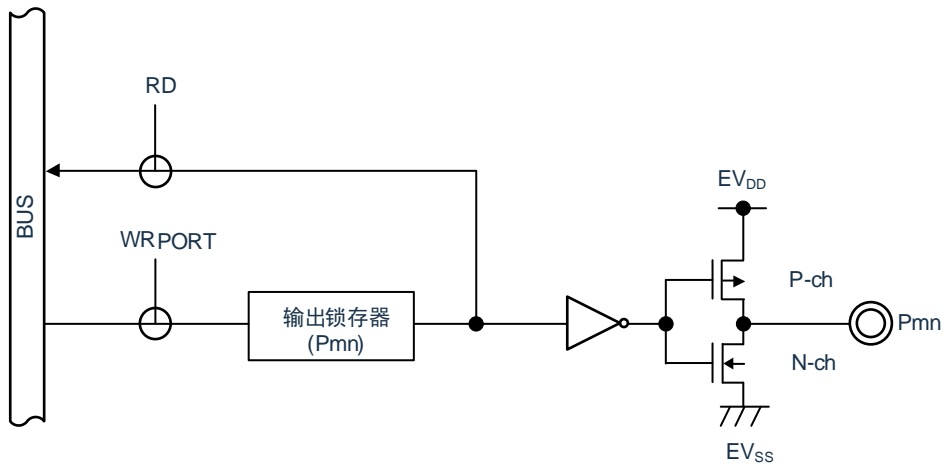 RD
EVDD
BUS
WRPORT
P-ch
输出锁存器
(Pmn)
Pmn
N-ch
EVSS